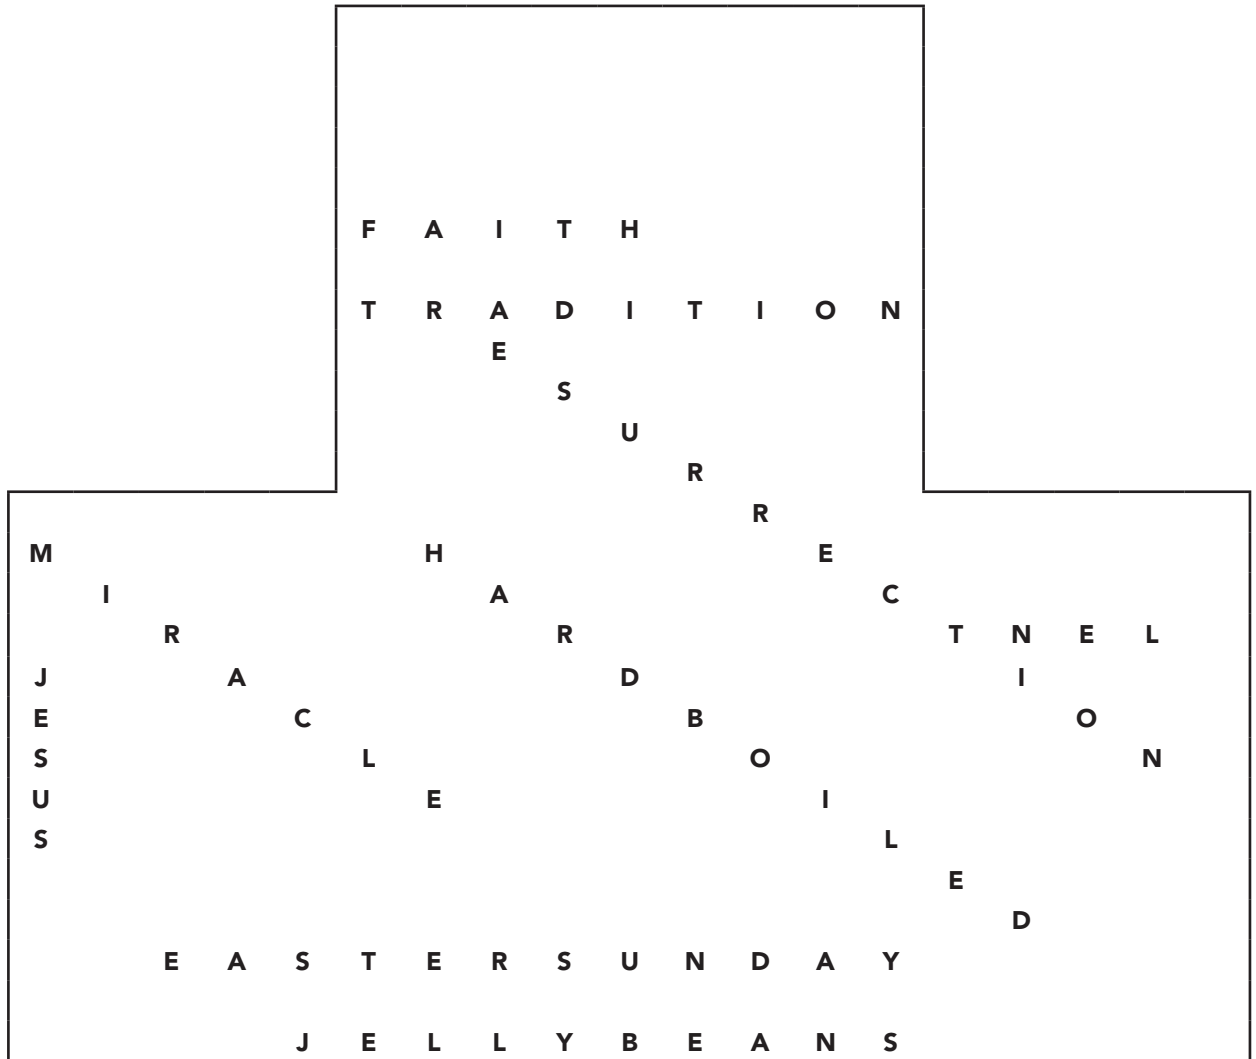 F A I T H
T R A D I T I O N
E
S
U
R
R
M H E
I A C
R R T N E L
J A D I
E C B O
S L O N
U E I
S L
E
D
E A S T E R S U N D A Y
J E L L Y B E A N S